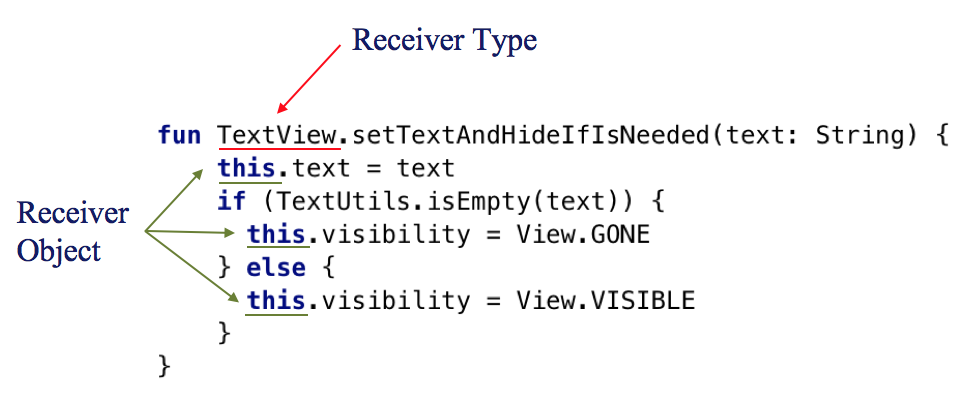 Receiver Type
fun TextView.setTextAndHideIfIsNeeded(text: String) {
this.text = text
if (TextUtils.isEmpty(text)) {
this.visibility = View.GONE
} else {
this.visibility = View.VISIBLE
}
}
Receiver
Object